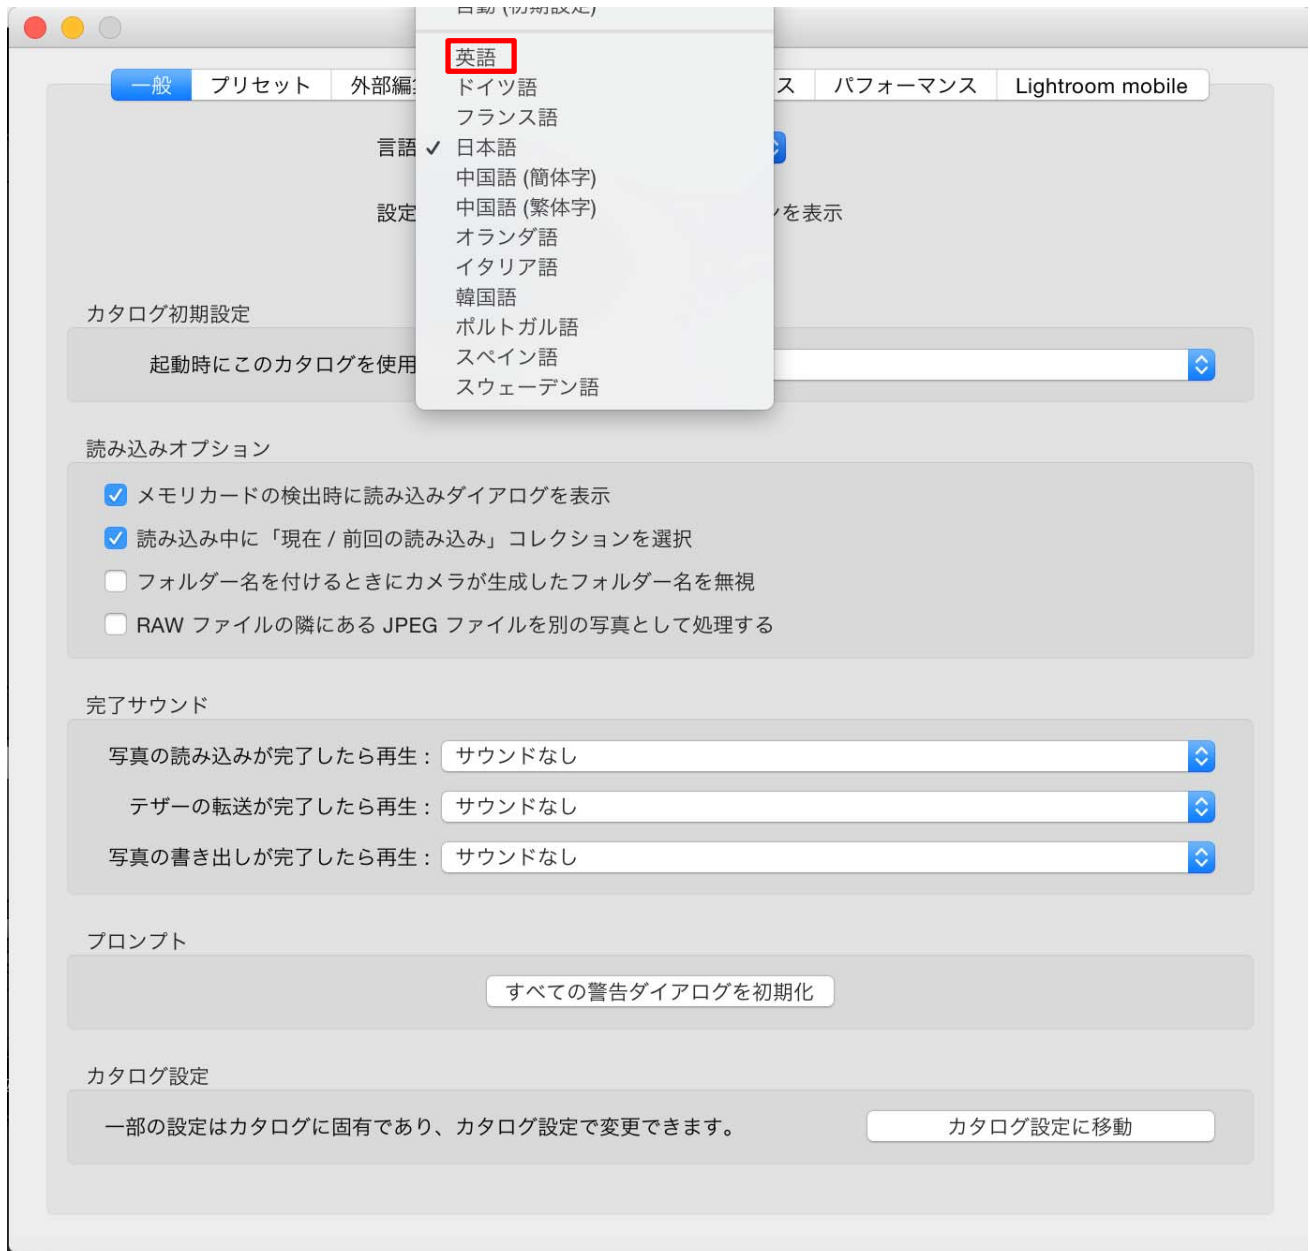 自動 (初期設定)
一般 プリセット 外部編 ス パフォーマンス Lightroom mobile
英語
ドイツ語
フランス語
言語 ✓ 日本語
中国語 (簡体字)
設定 中国語 (繁体字) を表示
オランダ語
イタリア語
韓国語
カタログ初期設定
ポルトガル語
起動時にこのカタログを使用 スペイン語
スウェーデン語
読み込みオプション
メモリカードの検出時に読み込みダイアログを表示
読み込み中に「現在 / 前回の読み込み」コレクションを選択
フォルダー名を付けるときにカメラが生成したフォルダー名を無視
RAW ファイルの隣にある JPEG ファイルを別の写真として処理する
完了サウンド
写真の読み込みが完了したら再生 : サウンドなし
テザーの転送が完了したら再生 : サウンドなし
写真の書き出しが完了したら再生 : サウンドなし
プロンプト
すべての警告ダイアログを初期化
カタログ設定
一部の設定はカタログに固有であり、カタログ設定で変更できます。 カタログ設定に移動